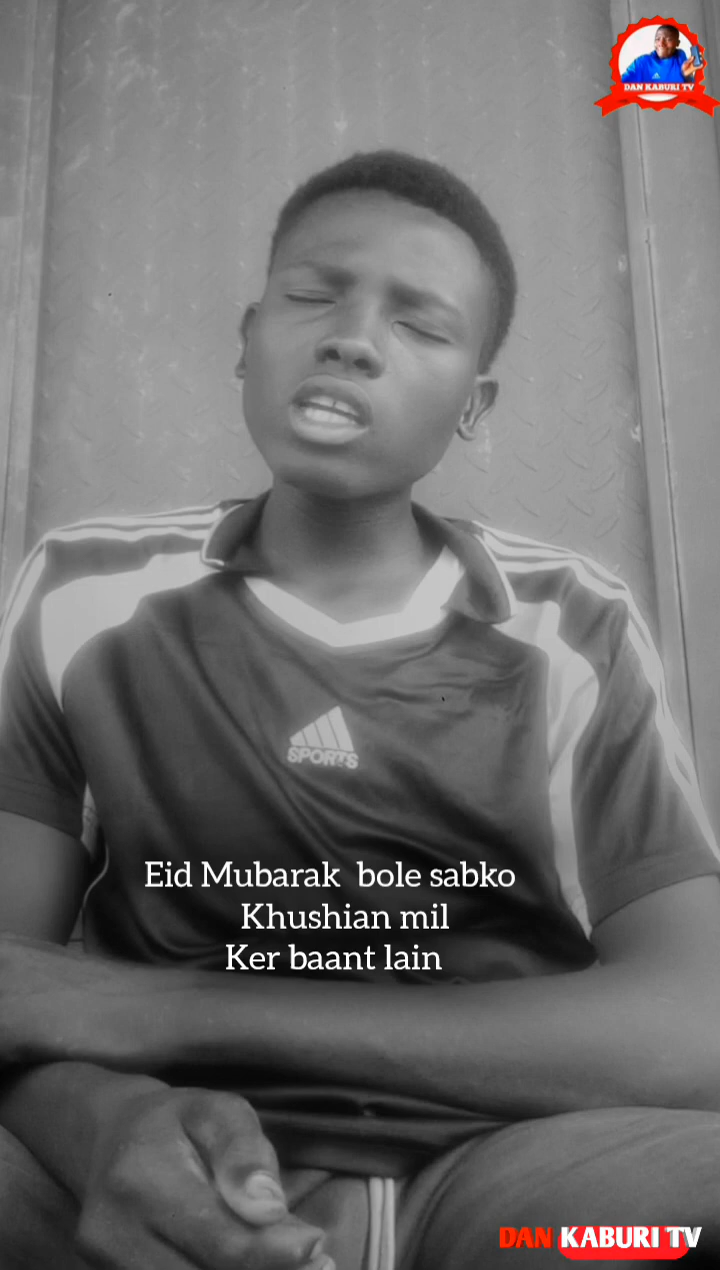 DAN KABURI TV
SPORTS
Eid Mubarak bole sabko
Khushian mil
Ker baant lain
DAN KABURI TV